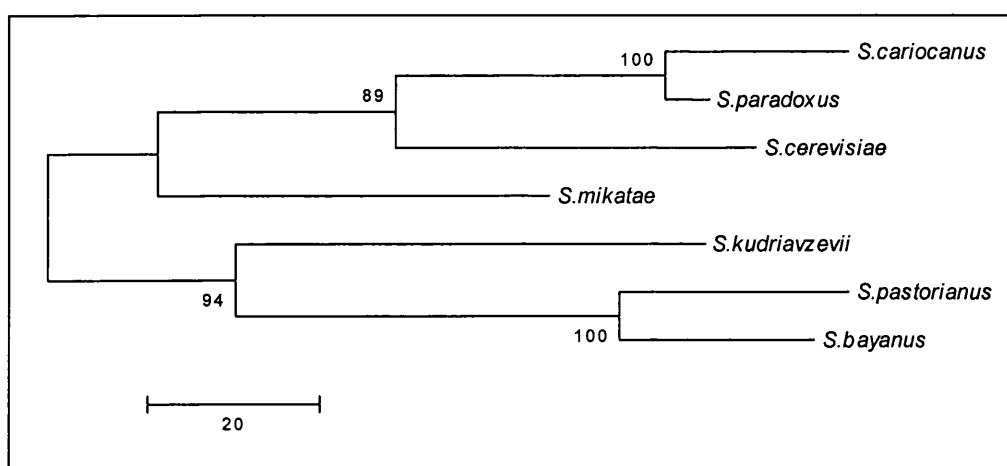 S.cariocanus
100
S.paradoxus
89
S.cerevisiae
S.mikatae
S.kudriavzevii
94
S.pastorianus
100
S.bayanus
20